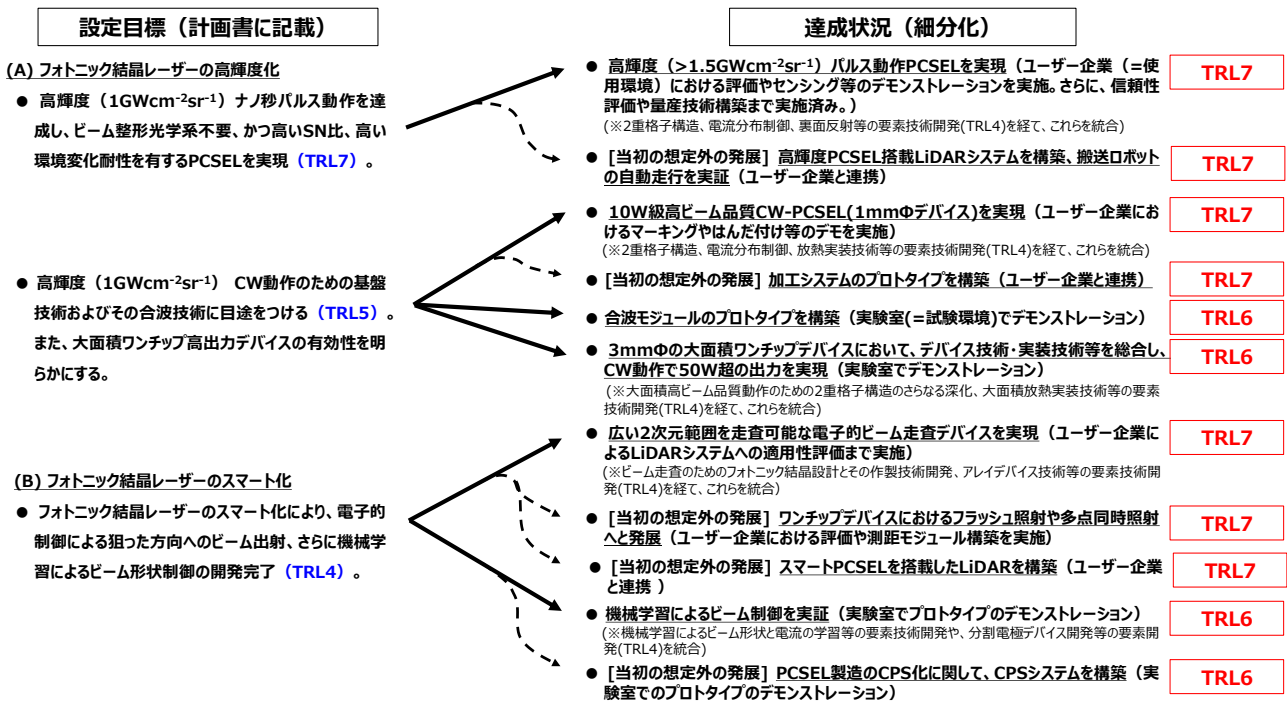 設定目標（計画書に記載）
(A) フォトニック結晶レーザーの高輝度化
● 高輝度（1GWcm⁻²sr⁻¹）ナノ秒パルス動作を達
成し、ビーム整形光学系不要、かつ高いSN比、高い
環境変化耐性を有するPCSELを実現（TRL7）。
● 高輝度（1GWcm⁻²sr⁻¹） CW動作のための基盤
技術およびその合波技術に目途をつける（TRL5）。
また、大面積ワンチップ高出力デバイスの有効性を明
らかにする。
(B) フォトニック結晶レーザーのスマート化
● フォトニック結晶レーザーのスマート化により、電子的
制御による狙った方向へのビーム出射、さらに機械学
習によるビーム形状制御の開発完了（TRL4）。
達成状況（細分化）
● 高輝度（>1.5GWcm⁻²sr⁻¹）パルス動作PCSELを実現（ユーザー企業（=使
用環境）における評価やセンシング等のデモンストレーションを実施。さらに、信頼性
評価や量産技術構築まで実施済み。）
(※2重格子構造、電流分布制御、裏面反射等の要素技術開発(TRL4)を経て、これらを統合)
TRL7
● [当初の想定外の発展] 高輝度PCSEL搭載LiDARシステムを構築、搬送ロボット
の自動走行を実証（ユーザー企業と連携）
TRL7
● 10W級高ビーム品質CW-PCSEL(1mmΦデバイス)を実現（ユーザー企業にお
けるマーキングやはんだ付け等のデモを実施）
(※2重格子構造、電流分布制御、放熱実装技術等の要素技術開発(TRL4)を経て、これらを統合)
TRL7
● [当初の想定外の発展] 加工システムのプロトタイプを構築（ユーザー企業と連携）
TRL7
● 合波モジュールのプロトタイプを構築（実験室(=試験環境)でデモンストレーション）
TRL6
● 3mmΦの大面積ワンチップデバイスにおいて、デバイス技術・実装技術等を総合し、
CW動作で50W超の出力を実現（実験室でデモンストレーション）
(※大面積高ビーム品質動作のための2重格子構造のさらなる深化、大面積放熱実装技術等の要素
技術開発(TRL4)を経て、これらを統合)
TRL6
● 広い2次元範囲を走査可能な電子的ビーム走査デバイスを実現（ユーザー企業に
よるLiDARシステムへの適用性評価まで実施）
(※ビーム走査のためのフォトニック結晶設計とその作製技術開発、アレイデバイス技術等の要素技術開
発(TRL4)を経て、これらを統合）
TRL7
● [当初の想定外の発展] ワンチップデバイスにおけるフラッシュ照射や多点同時照射
へと発展（ユーザー企業における評価や測距モジュール構築を実施）
TRL7
● [当初の想定外の発展] スマートPCSELを搭載したLiDARを構築（ユーザー企業
と連携 ）
TRL7
● 機械学習によるビーム制御を実証（実験室でプロトタイプのデモンストレーション）
(※機械学習によるビーム形状と電流の学習等の要素技術開発や、分割電極デバイス開発等の要素開
発(TRL4)を統合)
TRL6
● [当初の想定外の発展] PCSEL製造のCPS化に関して、CPSシステムを構築（実
験室でのプロトタイプのデモンストレーション）
TRL6